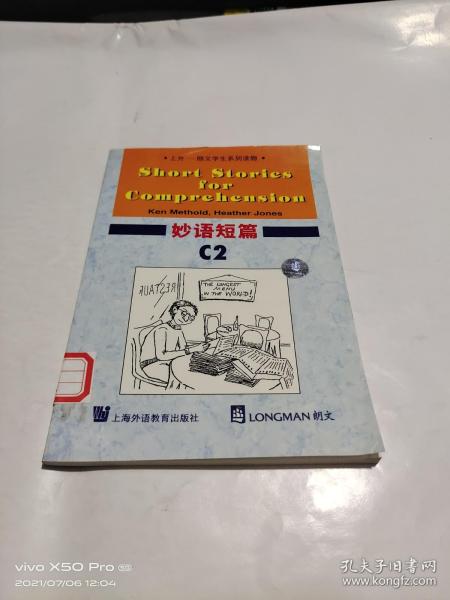 • 上外——朗文学生系列读物 •
Short Stories
for
Comprehension
Ken Methold, Heather Jones
妙语短篇
C2
RESTAUR
THE LONGEST
MENU
IN THE WORLD!
上海外语教育出版社
LONGMAN 朗文
vivo X50 Pro 5G
2021/07/06 12:04
孔夫子旧书网
www.kongfz.com